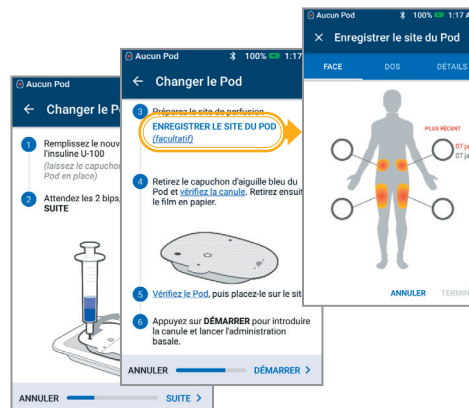 Aucun Pod
Changer le P
1 Remplissez le nouv
l'insuline U-100
(laissez le capuchon
Pod en place)
2 Attendez les 2 bips,
SUITE
ANNULER SUITE >
Aucun Pod 100% 1:17
Changer le Pod
3 Préparez le site de perfusion
ENREGISTRER LE SITE DU POD
(facultatif)
4 Retirez le capuchon d'aiguille bleu du
Pod et vérifiez la canule. Retirez ensuit
le film en papier.
5 Vérifiez le Pod, puis placez-le sur le sit
6 Appuyez sur DÉMARRER pour introduire
la canule et lancer l'administration
basale.
ANNULER DÉMARRER >
Aucun Pod 100% 1:17 A
Enregistrer le site du Pod
FACE DOS DÉTAILS
PLUS RÉCENT
07 ja
07 ja
ANNULER TERMIN